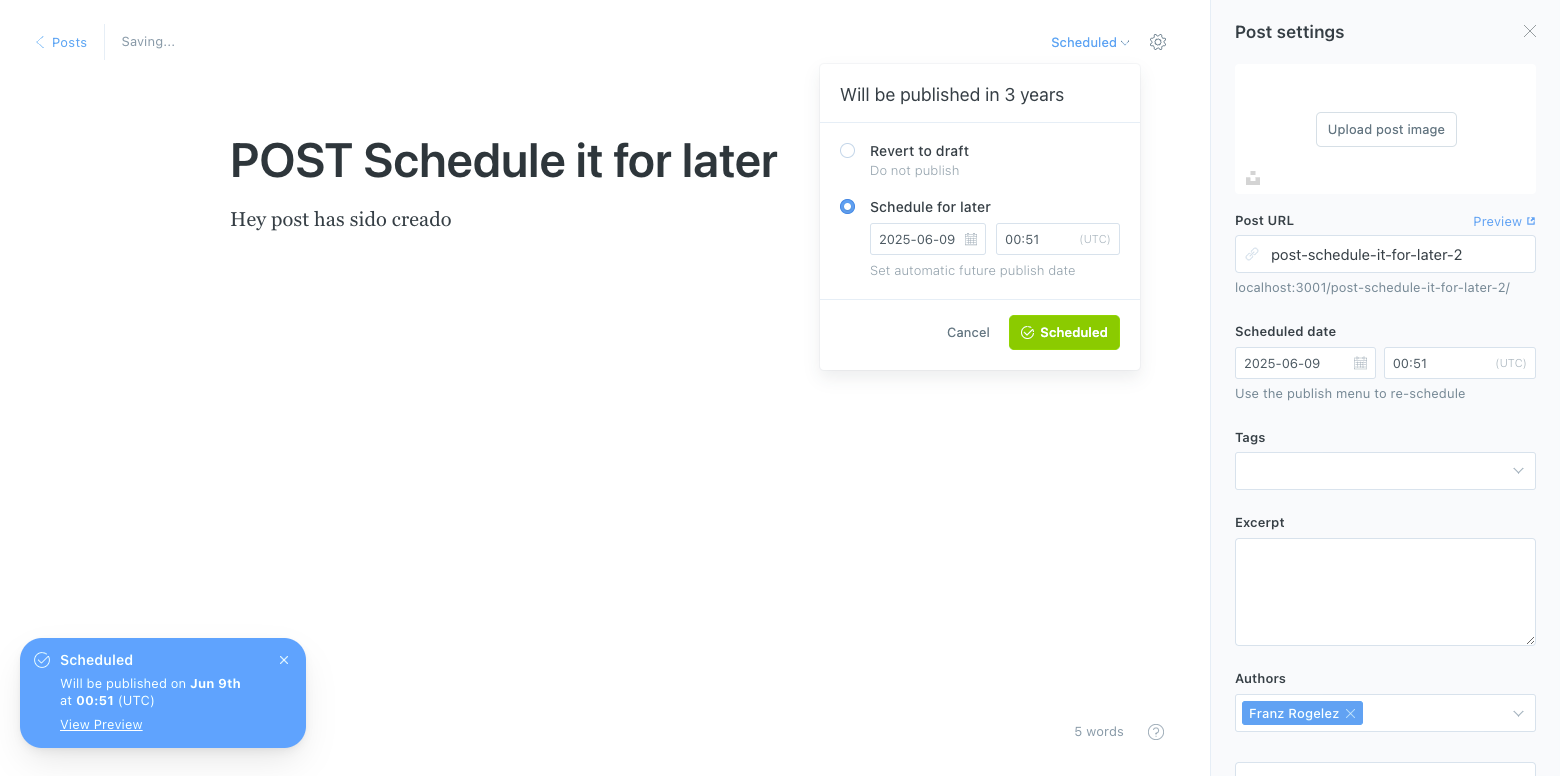 Posts
Saving...
Scheduled
Will be published in 3 years
Revert to draft
Do not publish
Schedule for later
2025-06-09
00:51 (UTC)
Set automatic future publish date
Cancel
Scheduled
POST Schedule it for later
Hey post has sido creado
Scheduled
Will be published on Jun 9th
at 00:51 (UTC)
View Preview
5 words
?
Post settings
Upload post image
Post URL
Preview
post-schedule-it-for-later-2
localhost:3001/post-schedule-it-for-later-2/
Scheduled date
2025-06-09
00:51 (UTC)
Use the publish menu to re-schedule
Tags
Excerpt
Authors
Franz Rogelez